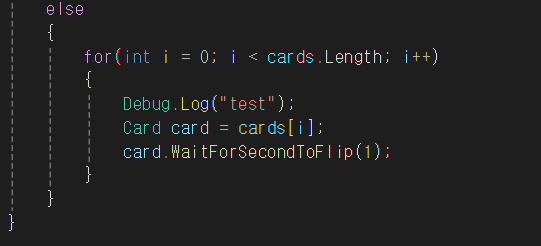 else
{
for(int i = 0; i < cards.Length; i++)
{
Debug.Log("test");
Card card = cards[i];
card.WaitForSecondToFlip(1);
}
}
}